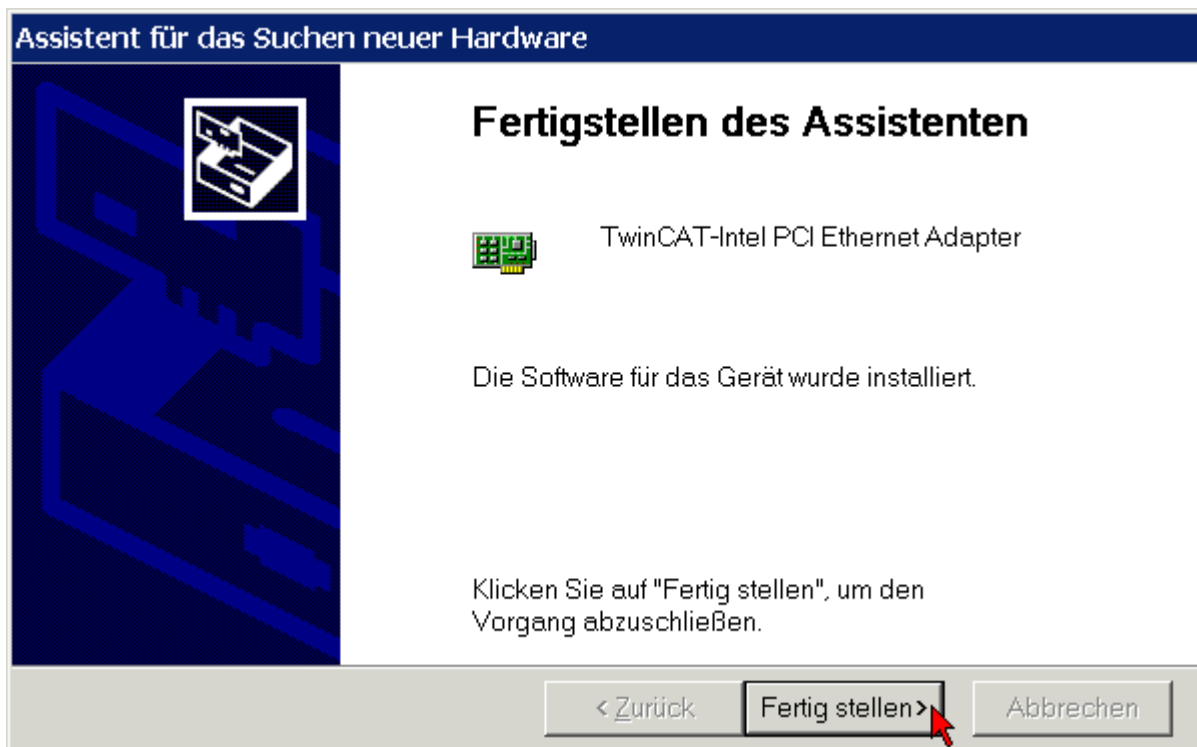 Assistent für das Suchen neuer Hardware
Fertigstellen des Assistenten
TwinCAT-Intel PCI Ethernet Adapter
Die Software für das Gerät wurde installiert.
Klicken Sie auf "Fertig stellen", um den
Vorgang abzuschließen.
< Zurück Fertig stellen> Abbrechen